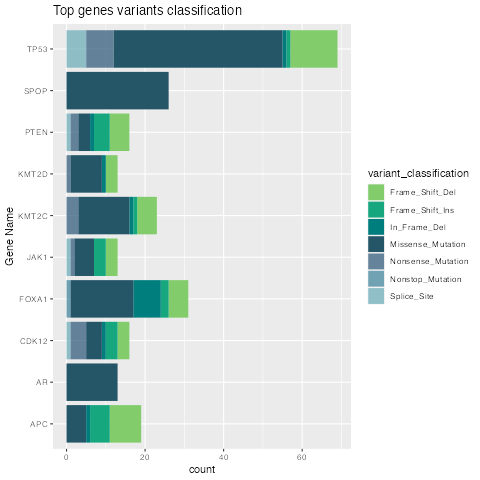 Top genes variants classification
TP53
SPOP
PTEN
KMT2D
KMT2C
JAK1
FOXA1
CDK12
AR
APC
Gene Name
0 20 40 60
count
variant_classification
Frame_Shift_Del
Frame_Shift_Ins
In_Frame_Del
Missense_Mutation
Nonsense_Mutation
Nonstop_Mutation
Splice_Site